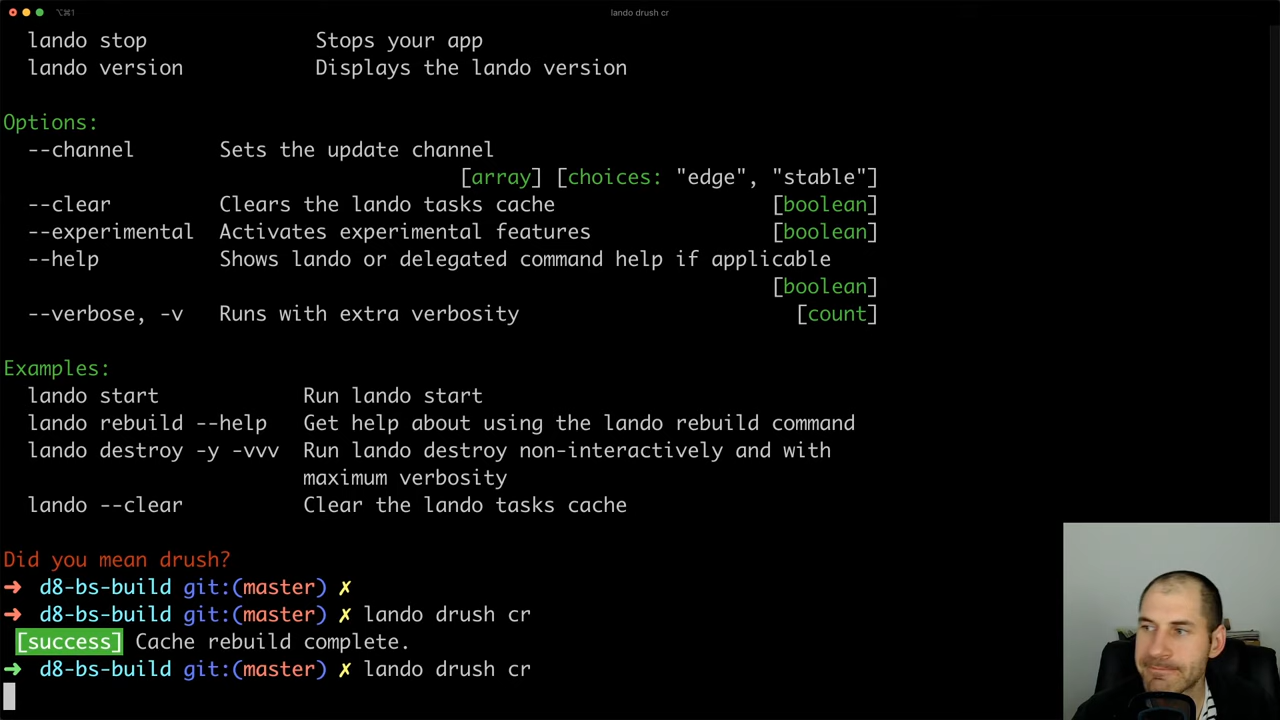 ⌥⌘1 lando drush cr
lando stop Stops your app
lando version Displays the lando version
Options:
--channel Sets the update channel
[array] [choices: "edge", "stable"]
--clear Clears the lando tasks cache [boolean]
--experimental Activates experimental features [boolean]
--help Shows lando or delegated command help if applicable
[boolean]
--verbose, -v Runs with extra verbosity [count]
Examples:
lando start Run lando start
lando rebuild --help Get help about using the lando rebuild command
lando destroy -y -vvv Run lando destroy non-interactively and with
maximum verbosity
lando --clear Clear the lando tasks cache
Did you mean drush?
➜ d8-bs-build git:(master) ✗
➜ d8-bs-build git:(master) ✗ lando drush cr
[success] Cache rebuild complete.
➜ d8-bs-build git:(master) ✗ lando drush cr